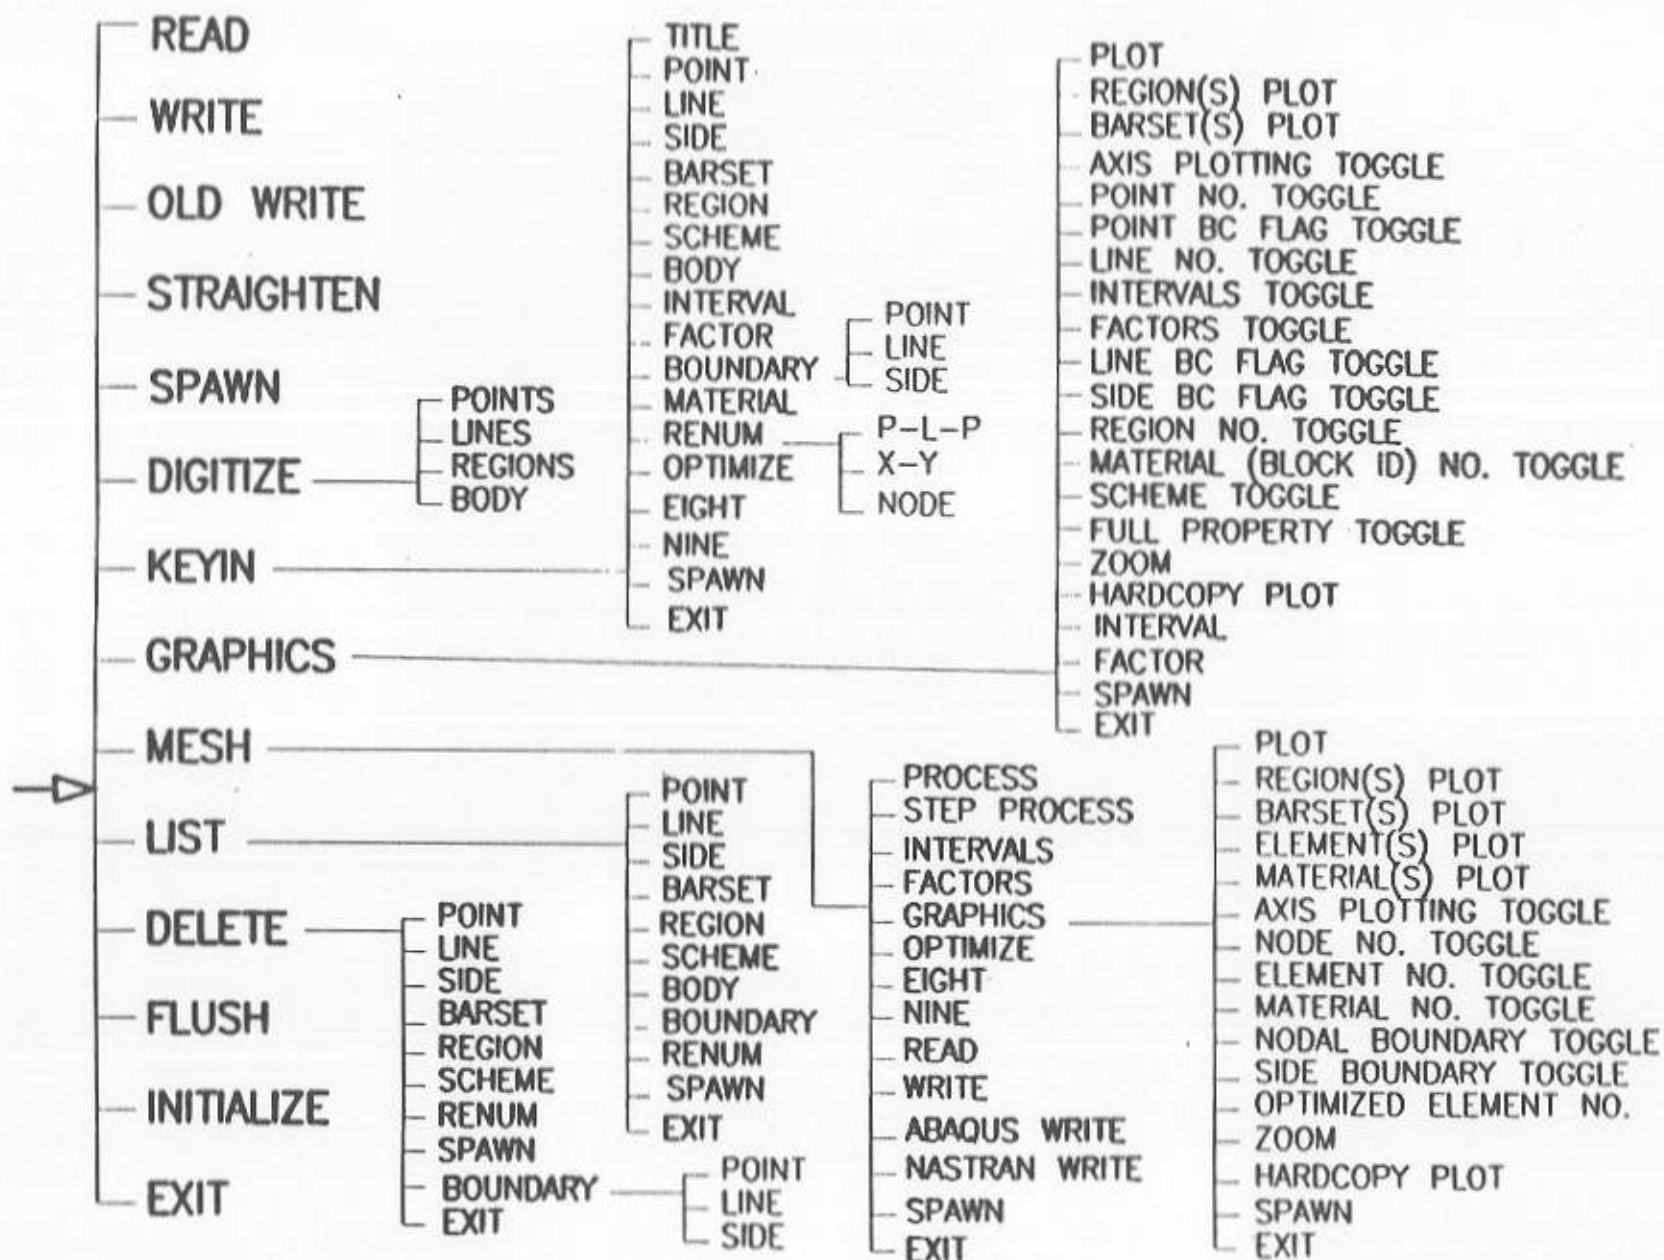 READ
WRITE
OLD WRITE
STRAIGHTEN
SPAWN
DIGITIZE
KEYIN
GRAPHICS
MESH
LIST
DELETE
FLUSH
INITIALIZE
EXIT
POINTS
LINES
REGIONS
BODY
TITLE
POINT
LINE
SIDE
BARSET
REGION
SCHEME
BODY
INTERVAL
FACTOR
BOUNDARY
MATERIAL
RENUM
OPTIMIZE
EIGHT
NINE
SPAWN
EXIT
POINT
LINE
SIDE
P-L-P
X-Y
NODE
PLOT
REGION(S) PLOT
BARSET(S) PLOT
AXIS PLOTTING TOGGLE
POINT NO. TOGGLE
POINT BC FLAG TOGGLE
LINE NO. TOGGLE
INTERVALS TOGGLE
FACTORS TOGGLE
LINE BC FLAG TOGGLE
SIDE BC FLAG TOGGLE
REGION NO. TOGGLE
MATERIAL (BLOCK ID) NO. TOGGLE
SCHEME TOGGLE
FULL PROPERTY TOGGLE
ZOOM
HARDCOPY PLOT
INTERVAL
FACTOR
SPAWN
EXIT
POINT
LINE
SIDE
BARSET
REGION
SCHEME
RENUM
SPAWN
BOUNDARY
EXIT
POINT
LINE
SIDE
POINT
LINE
SIDE
BARSET
REGION
SCHEME
BODY
BOUNDARY
RENUM
SPAWN
EXIT
PROCESS
STEP PROCESS
INTERVALS
FACTORS
GRAPHICS
OPTIMIZE
EIGHT
NINE
READ
WRITE
ABAQUS WRITE
NASTRAN WRITE
SPAWN
EXIT
PLOT
REGION(S) PLOT
BARSET(S) PLOT
ELEMENT(S) PLOT
MATERIAL(S) PLOT
AXIS PLOTTING TOGGLE
NODE NO. TOGGLE
ELEMENT NO. TOGGLE
MATERIAL NO. TOGGLE
NODAL BOUNDARY TOGGLE
SIDE BOUNDARY TOGGLE
OPTIMIZED ELEMENT NO.
ZOOM
HARDCOPY PLOT
SPAWN
EXIT